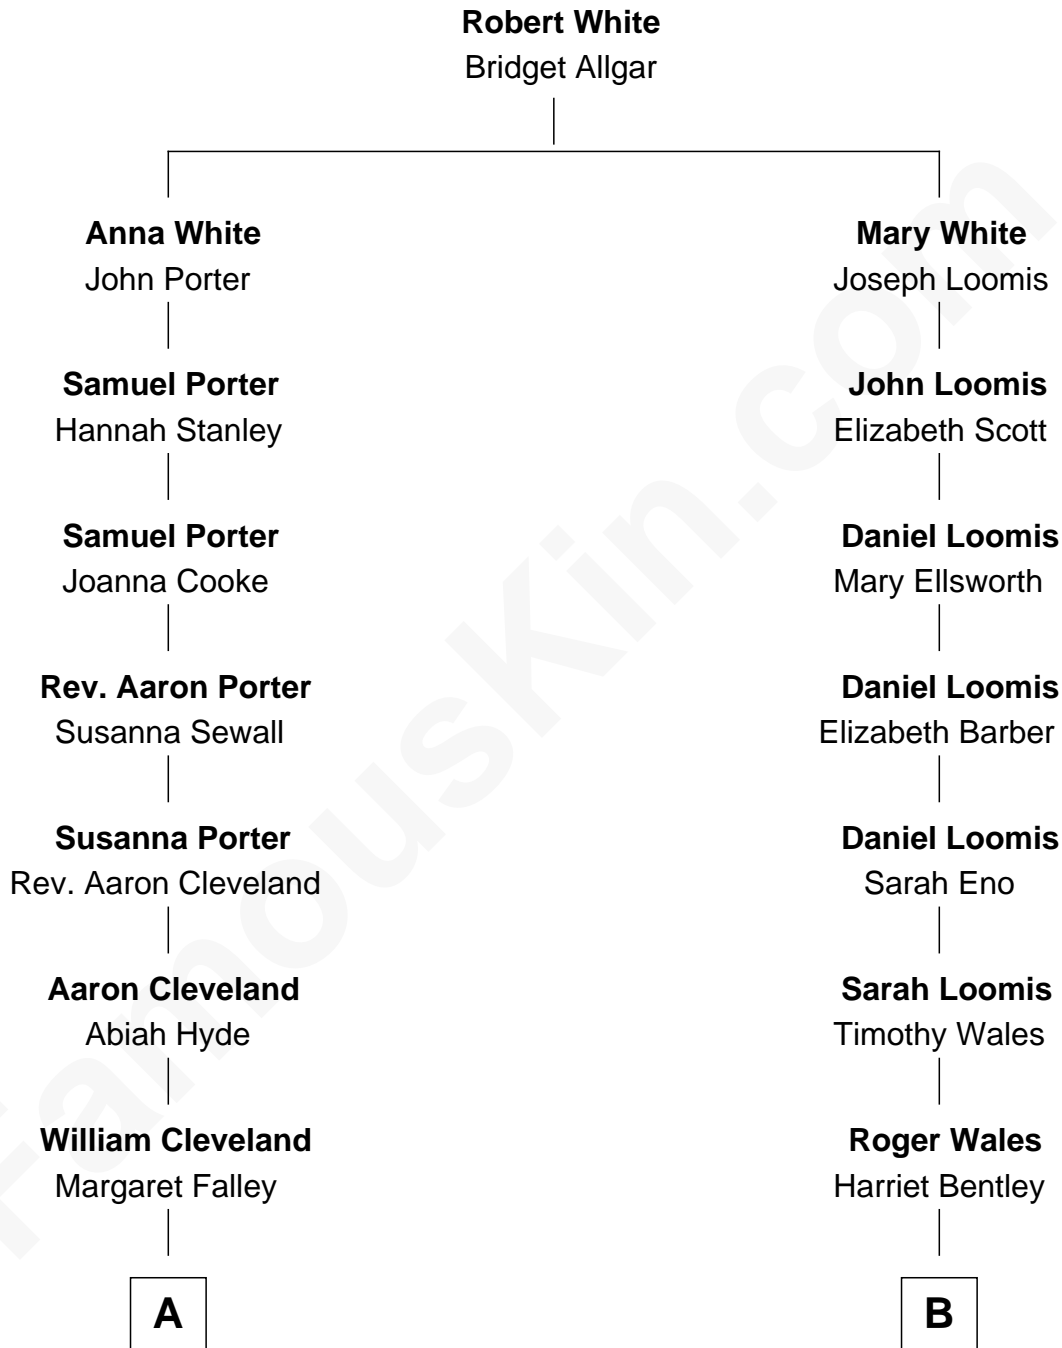 Robert White
Bridget Allgar
Anna White
John Porter
Mary White
Joseph Loomis
Samuel Porter
Hannah Stanley
John Loomis
Elizabeth Scott
Samuel Porter
Joanna Cooke
Daniel Loomis
Mary Ellsworth
Rev. Aaron Porter
Susanna Sewall
Daniel Loomis
Elizabeth Barber
Susanna Porter
Rev. Aaron Cleveland
Daniel Loomis
Sarah Eno
Aaron Cleveland
Abiah Hyde
Sarah Loomis
Timothy Wales
William Cleveland
Margaret Falley
Roger Wales
Harriet Bentley
A
B
FamousKin.com